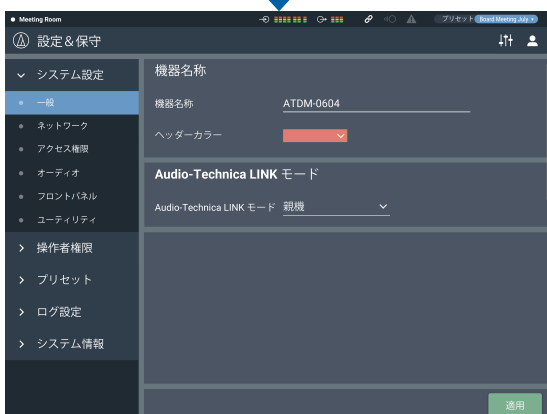 Meeting Room
プリセット Board Meeting July
設定＆保守
システム設定
一般
ネットワーク
アクセス権限
オーディオ
フロントパネル
ユーティリティ
操作者権限
プリセット
ログ設定
システム情報
機器名称
機器名称 ATDM-0604
ヘッダーカラー
Audio-Technica LINK モード
Audio-Technica LINK モード 親機
適用